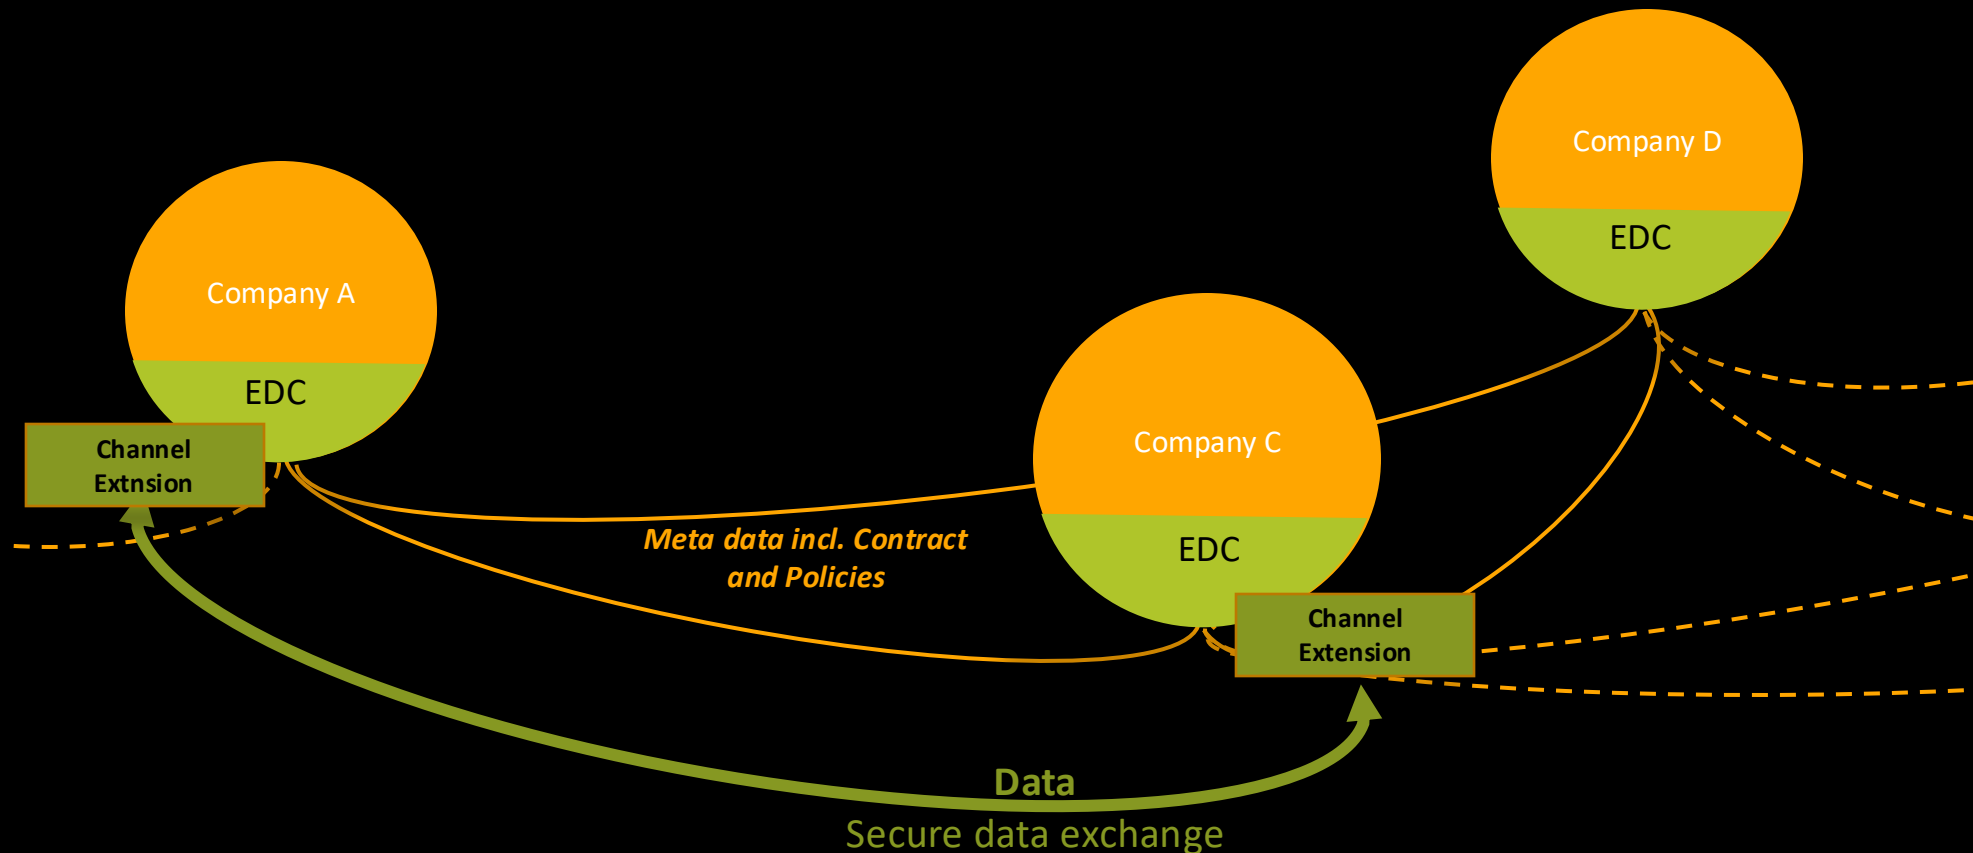 Company D
EDC
Company A
EDC
Channel
Extnsion
Company C
EDC
Meta data incl. Contract
and Policies
Channel
Extension
Data
Secure data exchange